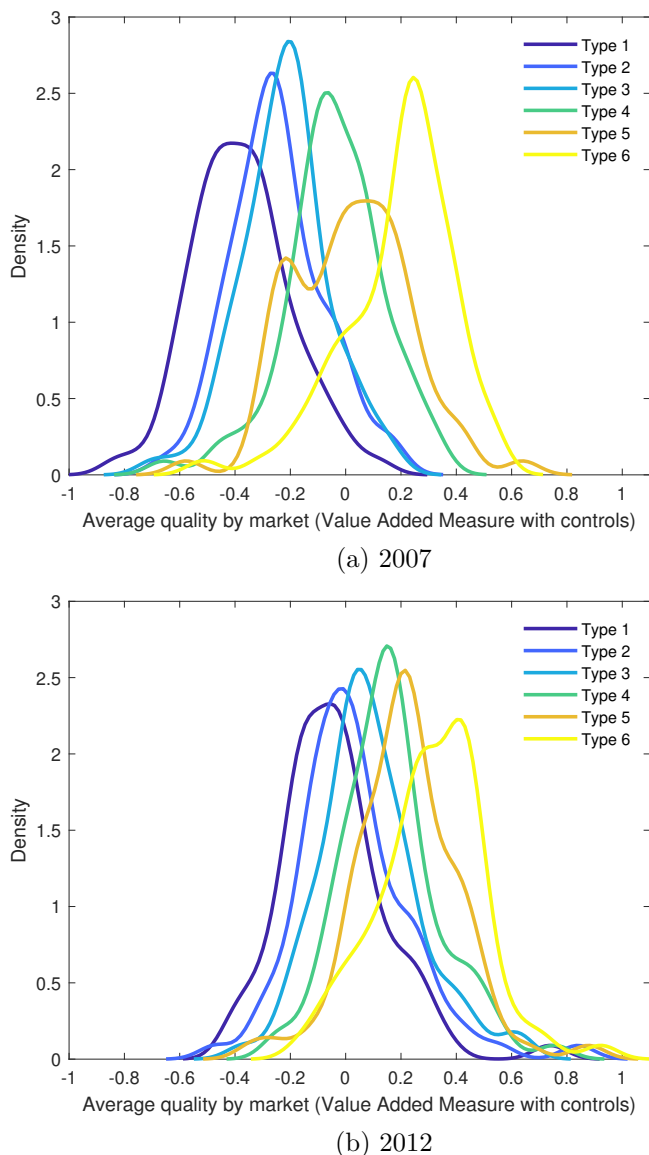 3
2.5
2
1.5
1
0.5
0
Density
Type 1
Type 2
Type 3
Type 4
Type 5
Type 6
-1 -0.8 -0.6 -0.4 -0.2 0 0.2 0.4 0.6 0.8 1
Average quality by market (Value Added Measure with controls)
(a) 2007
3
2.5
2
1.5
1
0.5
0
Density
Type 1
Type 2
Type 3
Type 4
Type 5
Type 6
-1 -0.8 -0.6 -0.4 -0.2 0 0.2 0.4 0.6 0.8 1
Average quality by market (Value Added Measure with controls)
(b) 2012